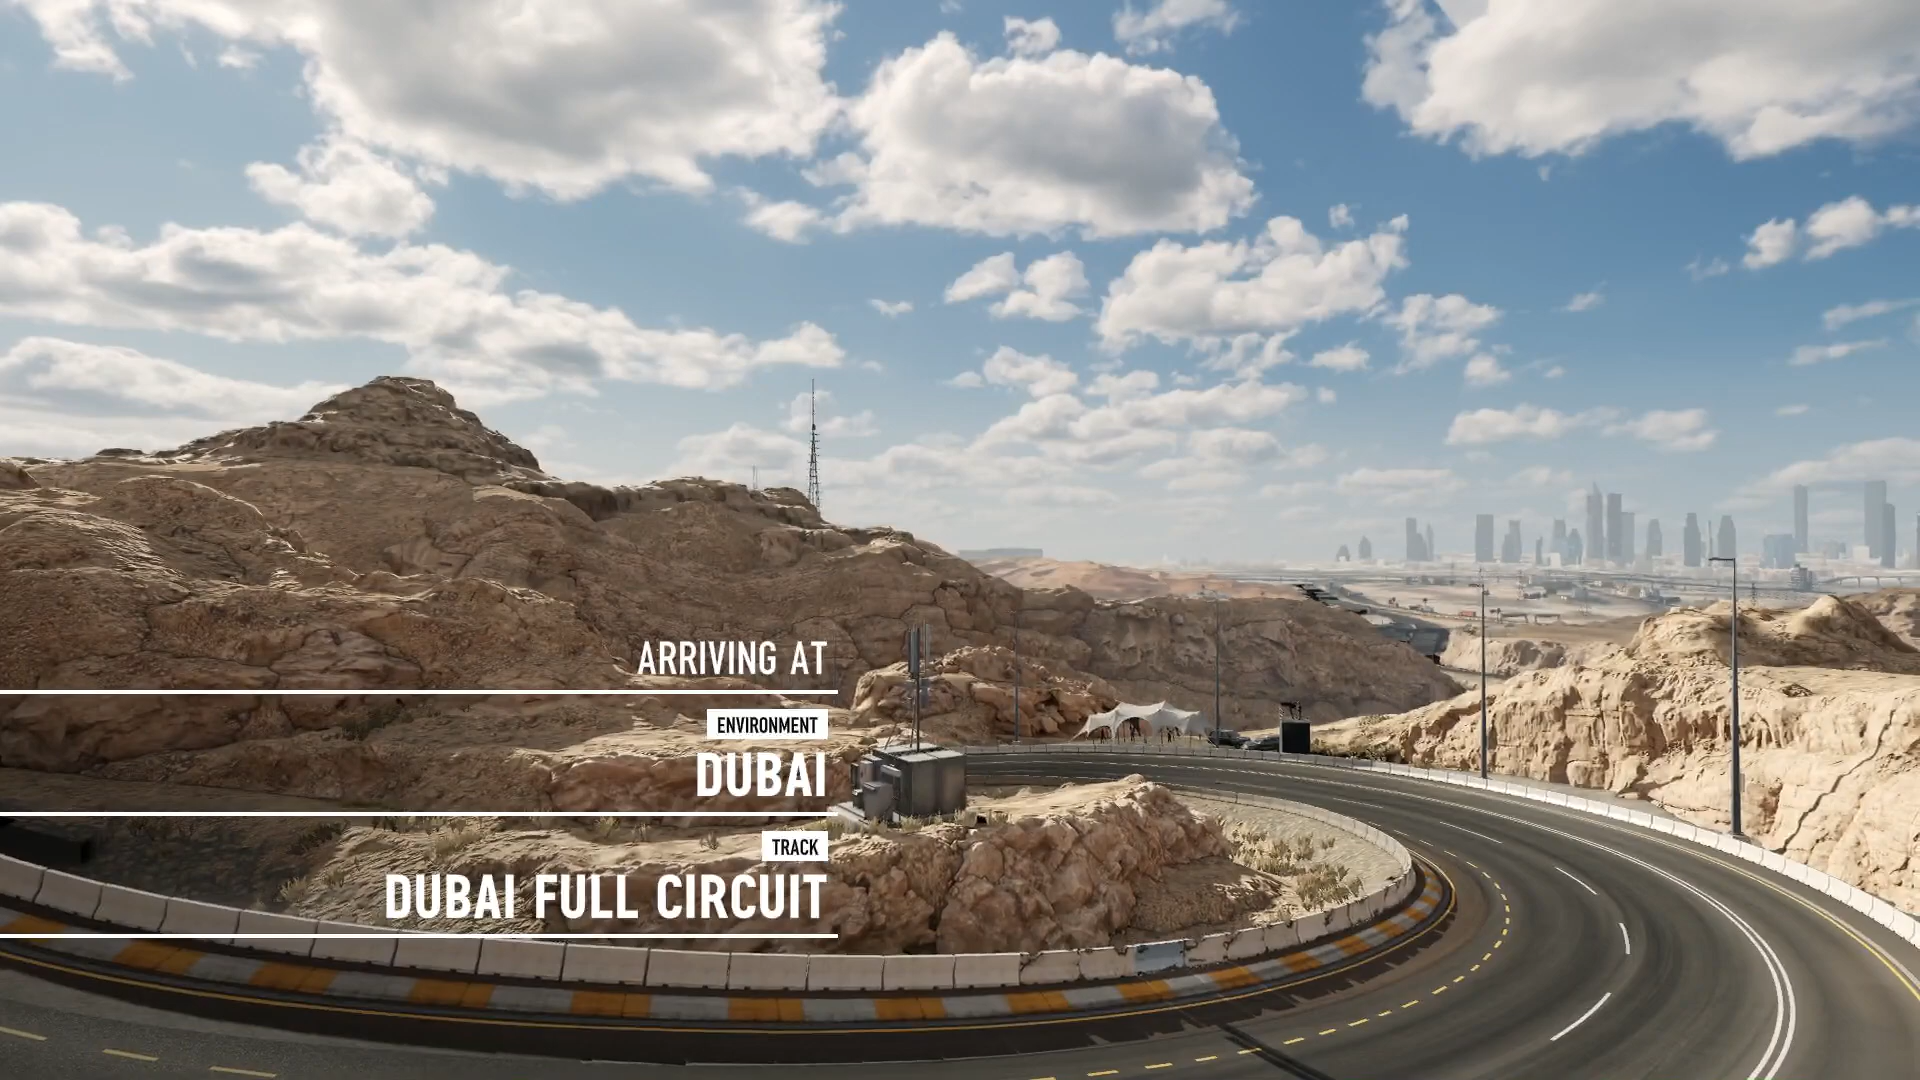 ARRIVING AT
ENVIRONMENT
DUBAI
TRACK
DUBAI FULL CIRCUIT